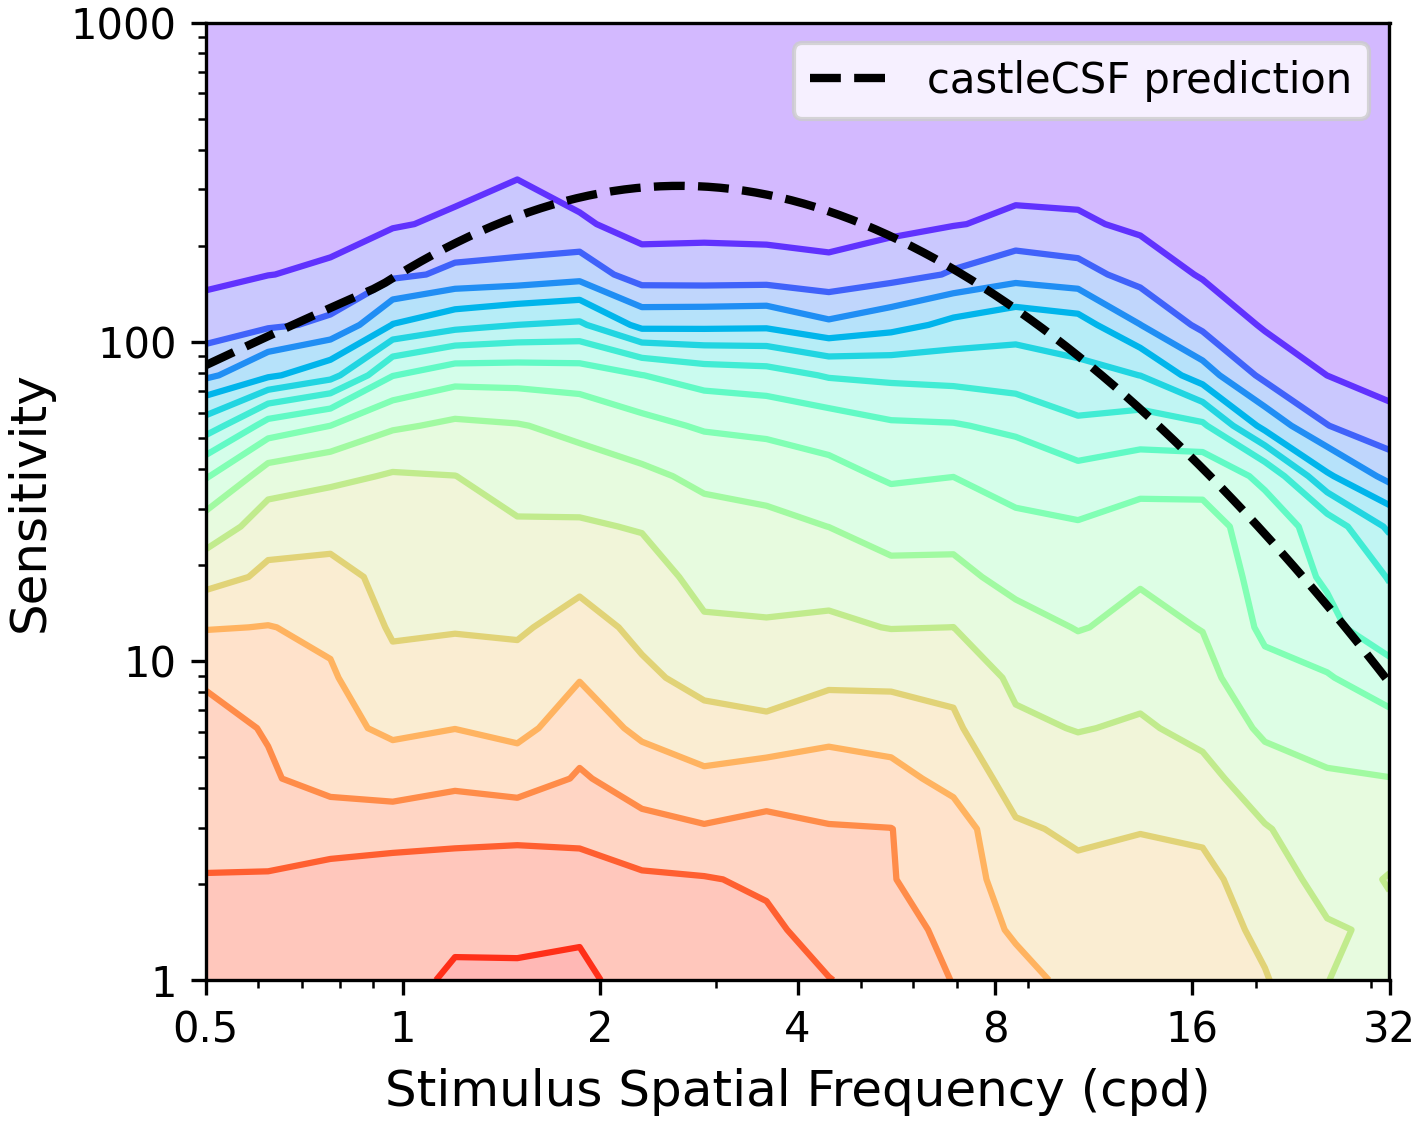 1000
100
10
1
Sensitivity
castleCSF prediction
0.5 1 2 4 8 16 32
Stimulus Spatial Frequency (cpd)